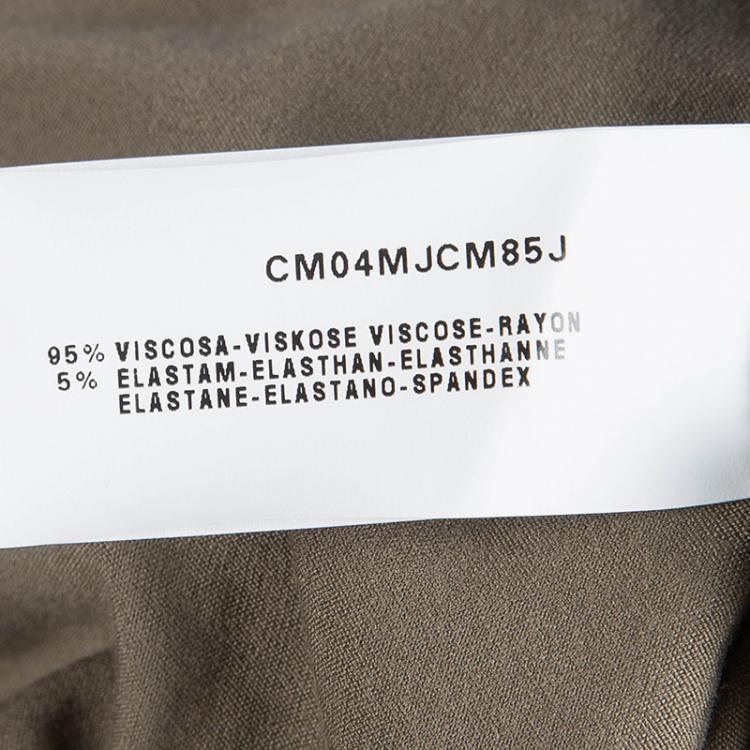 CM04MJCM85J
95% VISCOSA-VISKOSE VISCOSE-RAYON
5% ELASTAM-ELASTHAN-ELASTHANNE
ELASTANE-ELASTANO-SPANDEX